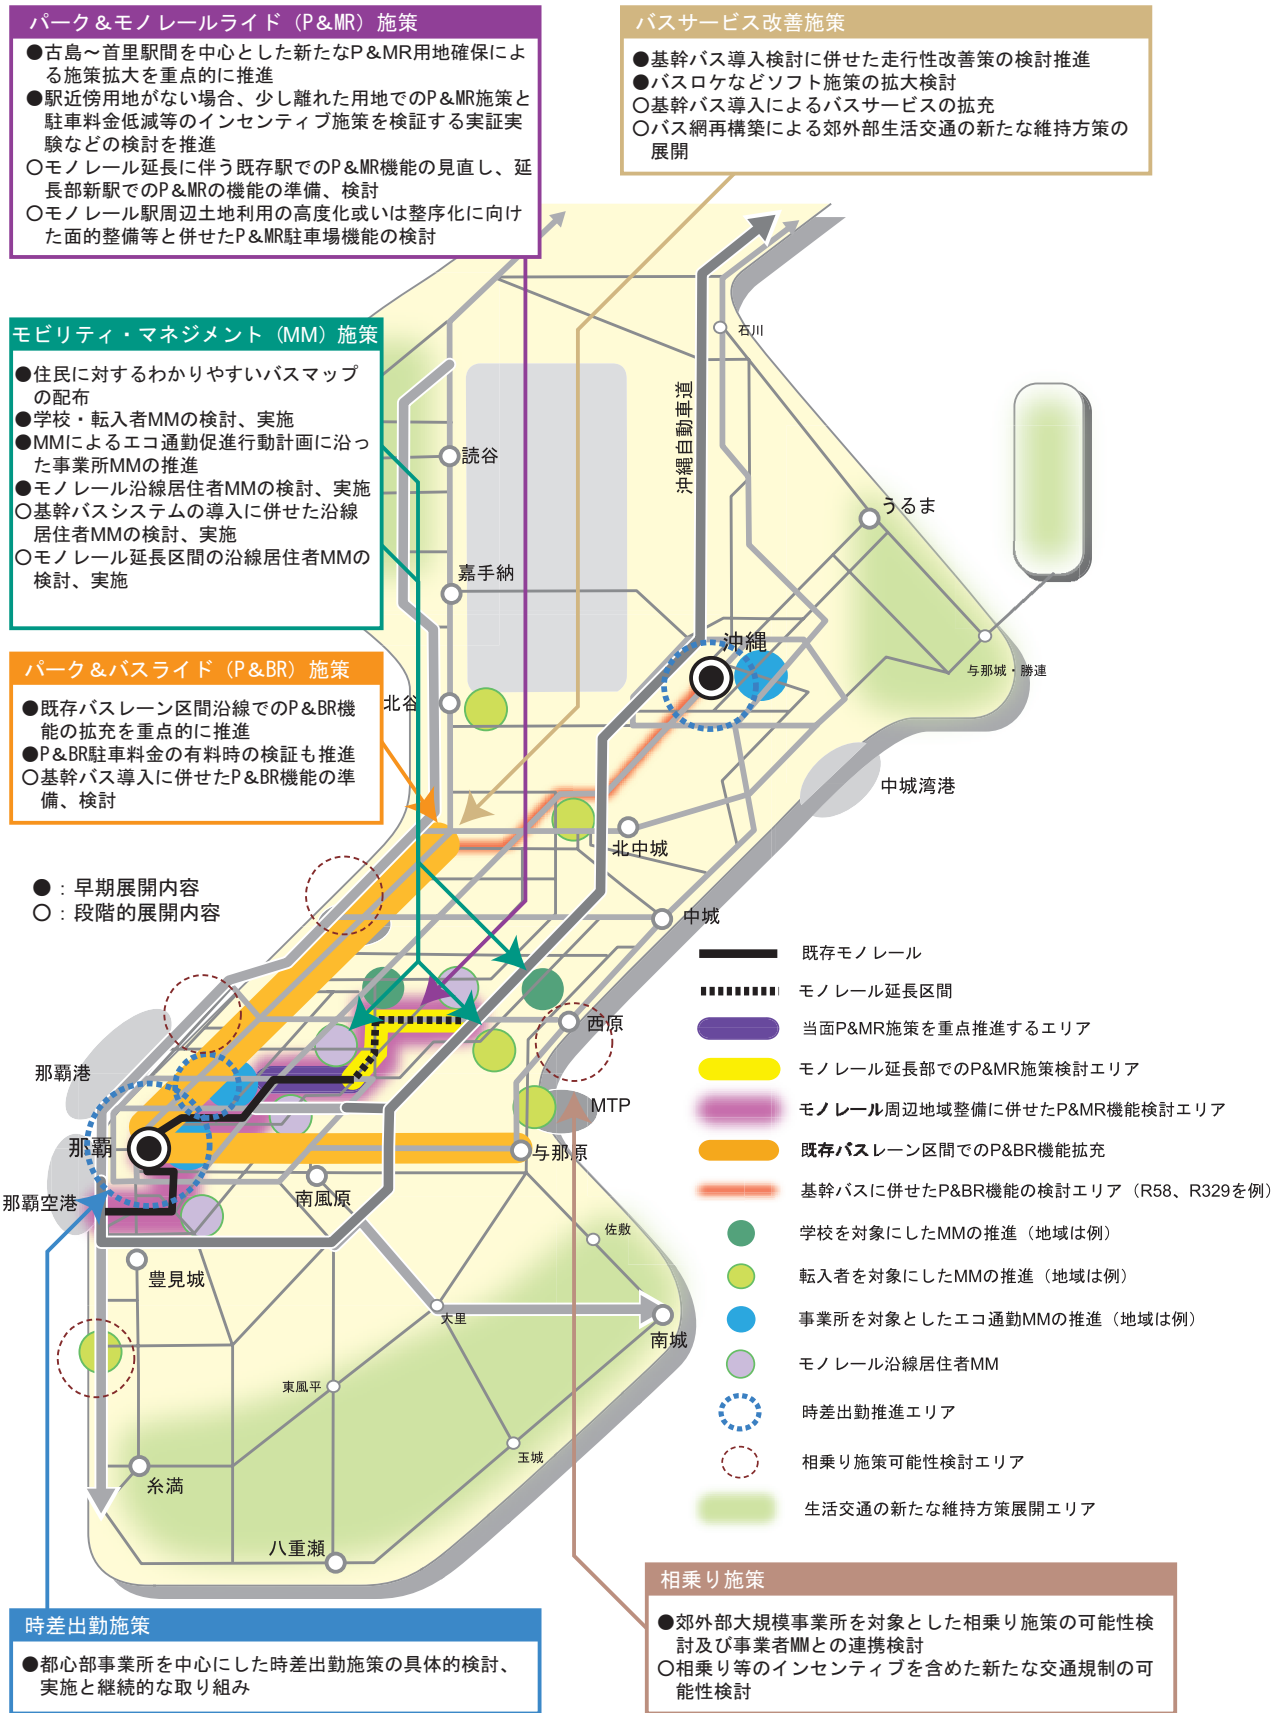 パーク＆モノレールライド（P＆MR）施策
●古島～首里駅間を中心とした新たなP＆MR用地確保によ
る施策拡大を重点的に推進
●駅近傍用地がない場合、少し離れた用地でのP＆MR施策と
駐車料金低減等のインセンティブ施策を検証する実証実
験などの検討を推進
○モノレール延長に伴う既存駅でのP＆MR機能の見直し、延
長部新駅でのP＆MRの機能の準備、検討
○モノレール駅周辺土地利用の高度化或いは整序化に向け
た面的整備等と併せたP＆MR駐車場機能の検討
バスサービス改善施策
●基幹バス導入検討に併せた走行性改善策の検討推進
●バスロケなどソフト施策の拡大検討
○基幹バス導入によるバスサービスの拡充
○バス網再構築による郊外部生活交通の新たな維持方策の
展開
モビリティ・マネジメント（MM）施策
●住民に対するわかりやすいバスマップ
の配布
●学校・転入者MMの検討、実施
●MMによるエコ通勤促進行動計画に沿っ
た事業所MMの推進
●モノレール沿線居住者MMの検討、実施
○基幹バスシステムの導入に併せた沿線
居住者MMの検討、実施
○モノレール延長区間の沿線居住者MMの
検討、実施
パーク＆バスライド（P＆BR）施策
●既存バスレーン区間沿線でのP＆BR機
能の拡充を重点的に推進
●P＆BR駐車料金の有料時の検証も推進
○基幹バス導入に併せたP＆BR機能の準
備、検討
●：早期展開内容
○：段階的展開内容
石川
沖縄自動車道
読谷
うるま
嘉手納
沖縄
与那城・勝連
北谷
中城湾港
北中城
中城
西原
那覇港
MTP
那覇
与那原
南風原
那覇空港
佐敷
豊見城
大里
南城
東風平
玉城
糸満
八重瀬
既存モノレール
モノレール延長区間
当面P＆MR施策を重点推進するエリア
モノレール延長部でのP＆MR施策検討エリア
モノレール周辺地域整備に併せたP＆MR機能検討エリア
既存バスレーン区間でのP＆BR機能拡充
基幹バスに併せたP＆BR機能の検討エリア（R58、R329を例）
学校を対象にしたMMの推進（地域は例）
転入者を対象にしたMMの推進（地域は例）
事業所を対象としたエコ通勤MMの推進（地域は例）
モノレール沿線居住者MM
時差出勤推進エリア
相乗り施策可能性検討エリア
生活交通の新たな維持方策展開エリア
相乗り施策
●郊外部大規模事業所を対象とした相乗り施策の可能性検
討及び事業者MMとの連携検討
○相乗り等のインセンティブを含めた新たな交通規制の可
能性検討
時差出勤施策
●都心部事業所を中心にした時差出勤施策の具体的検討、
実施と継続的な取り組み